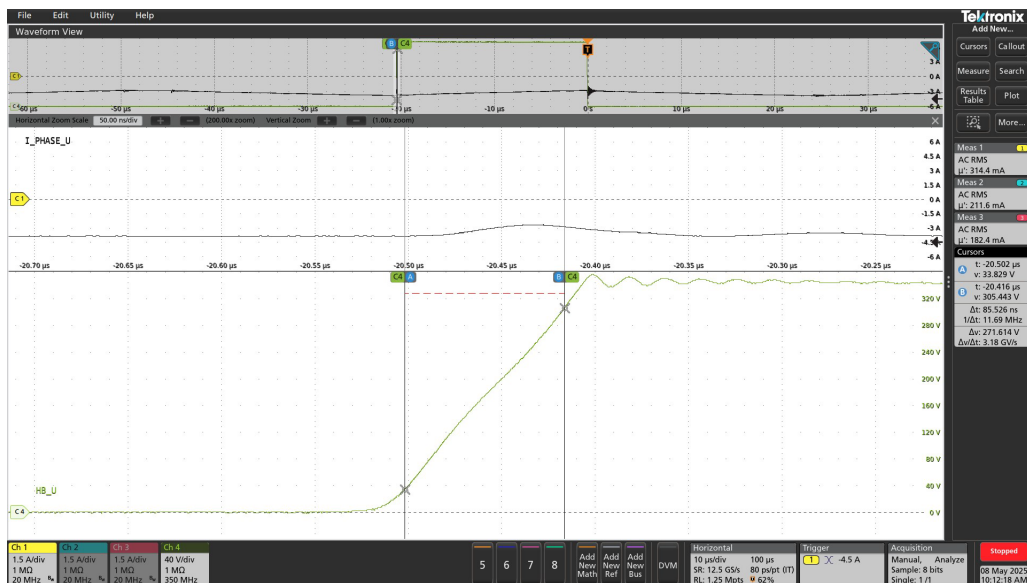 File Edit Utility Help
Tektronix
Waveform View
Add New...
B C4
T
Cursors Callout
C1
3 A
0 A
-3 A
-6 A
Measure Search
C4
-60 µs -50 µs -40 µs -30 µs -10 µs 0 s 10 µs 20 µs 30 µs
Results Table Plot
Horizontal Zoom Scale 50.00 ns/div + − (200.00x zoom) Vertical Zoom + − (1.00x zoom)
More...
I_PHASE_U
6 A
4.5 A
3 A
1.5 A
C1
0 A
-1.5 A
-3 A
-4.5 A
-6 A
Meas 1 1
AC RMS
µ': 314.4 mA
Meas 2 2
AC RMS
µ': 211.6 mA
Meas 3 3
AC RMS
µ': 182.4 mA
Cursors
A t: -20.502 µs
v: 33.829 V
B t: -20.416 µs
v: 305.443 V
Δt: 85.526 ns
1/Δt: 11.69 MHz
Δv: 271.614 V
Δv/Δt: 3.18 GV/s
-20.70 µs -20.65 µs -20.60 µs -20.55 µs -20.50 µs -20.45 µs -20.40 µs -20.35 µs -20.30 µs -20.25 µs
C4 A B C4
320 V
280 V
240 V
200 V
160 V
120 V
80 V
HB_U
40 V
C4
0 V
Ch 1
1.5 A/div
1 MΩ
20 MHz
Ch 2
1.5 A/div
1 MΩ
20 MHz
Ch 3
1.5 A/div
1 MΩ
20 MHz
Ch 4
40 V/div
1 MΩ
350 MHz
5 6 7 8
Add New Math
Add New Ref
Add New Bus
DVM
Horizontal
10 µs/div 100 µs
SR: 12.5 GS/s 80 ps/pt (IT)
RL: 1.25 Mpts 62%
Trigger
1 -4.5 A
Acquisition
Manual, Analyze
Sample: 8 bits
Single: 1/1
Stopped
08 May 2025